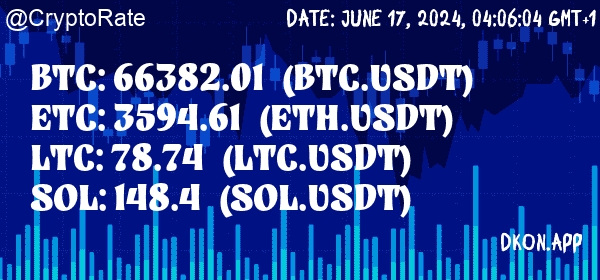 @CryptoRate
DATE: JUNE 17, 2024, 04:06:04 GMT+1
BTC: 66382.01 (BTC.USDT)
ETC: 3594.61 (ETH.USDT)
LTC: 78.74 (LTC.USDT)
SOL: 148.4 (SOL.USDT)
DKON.APP